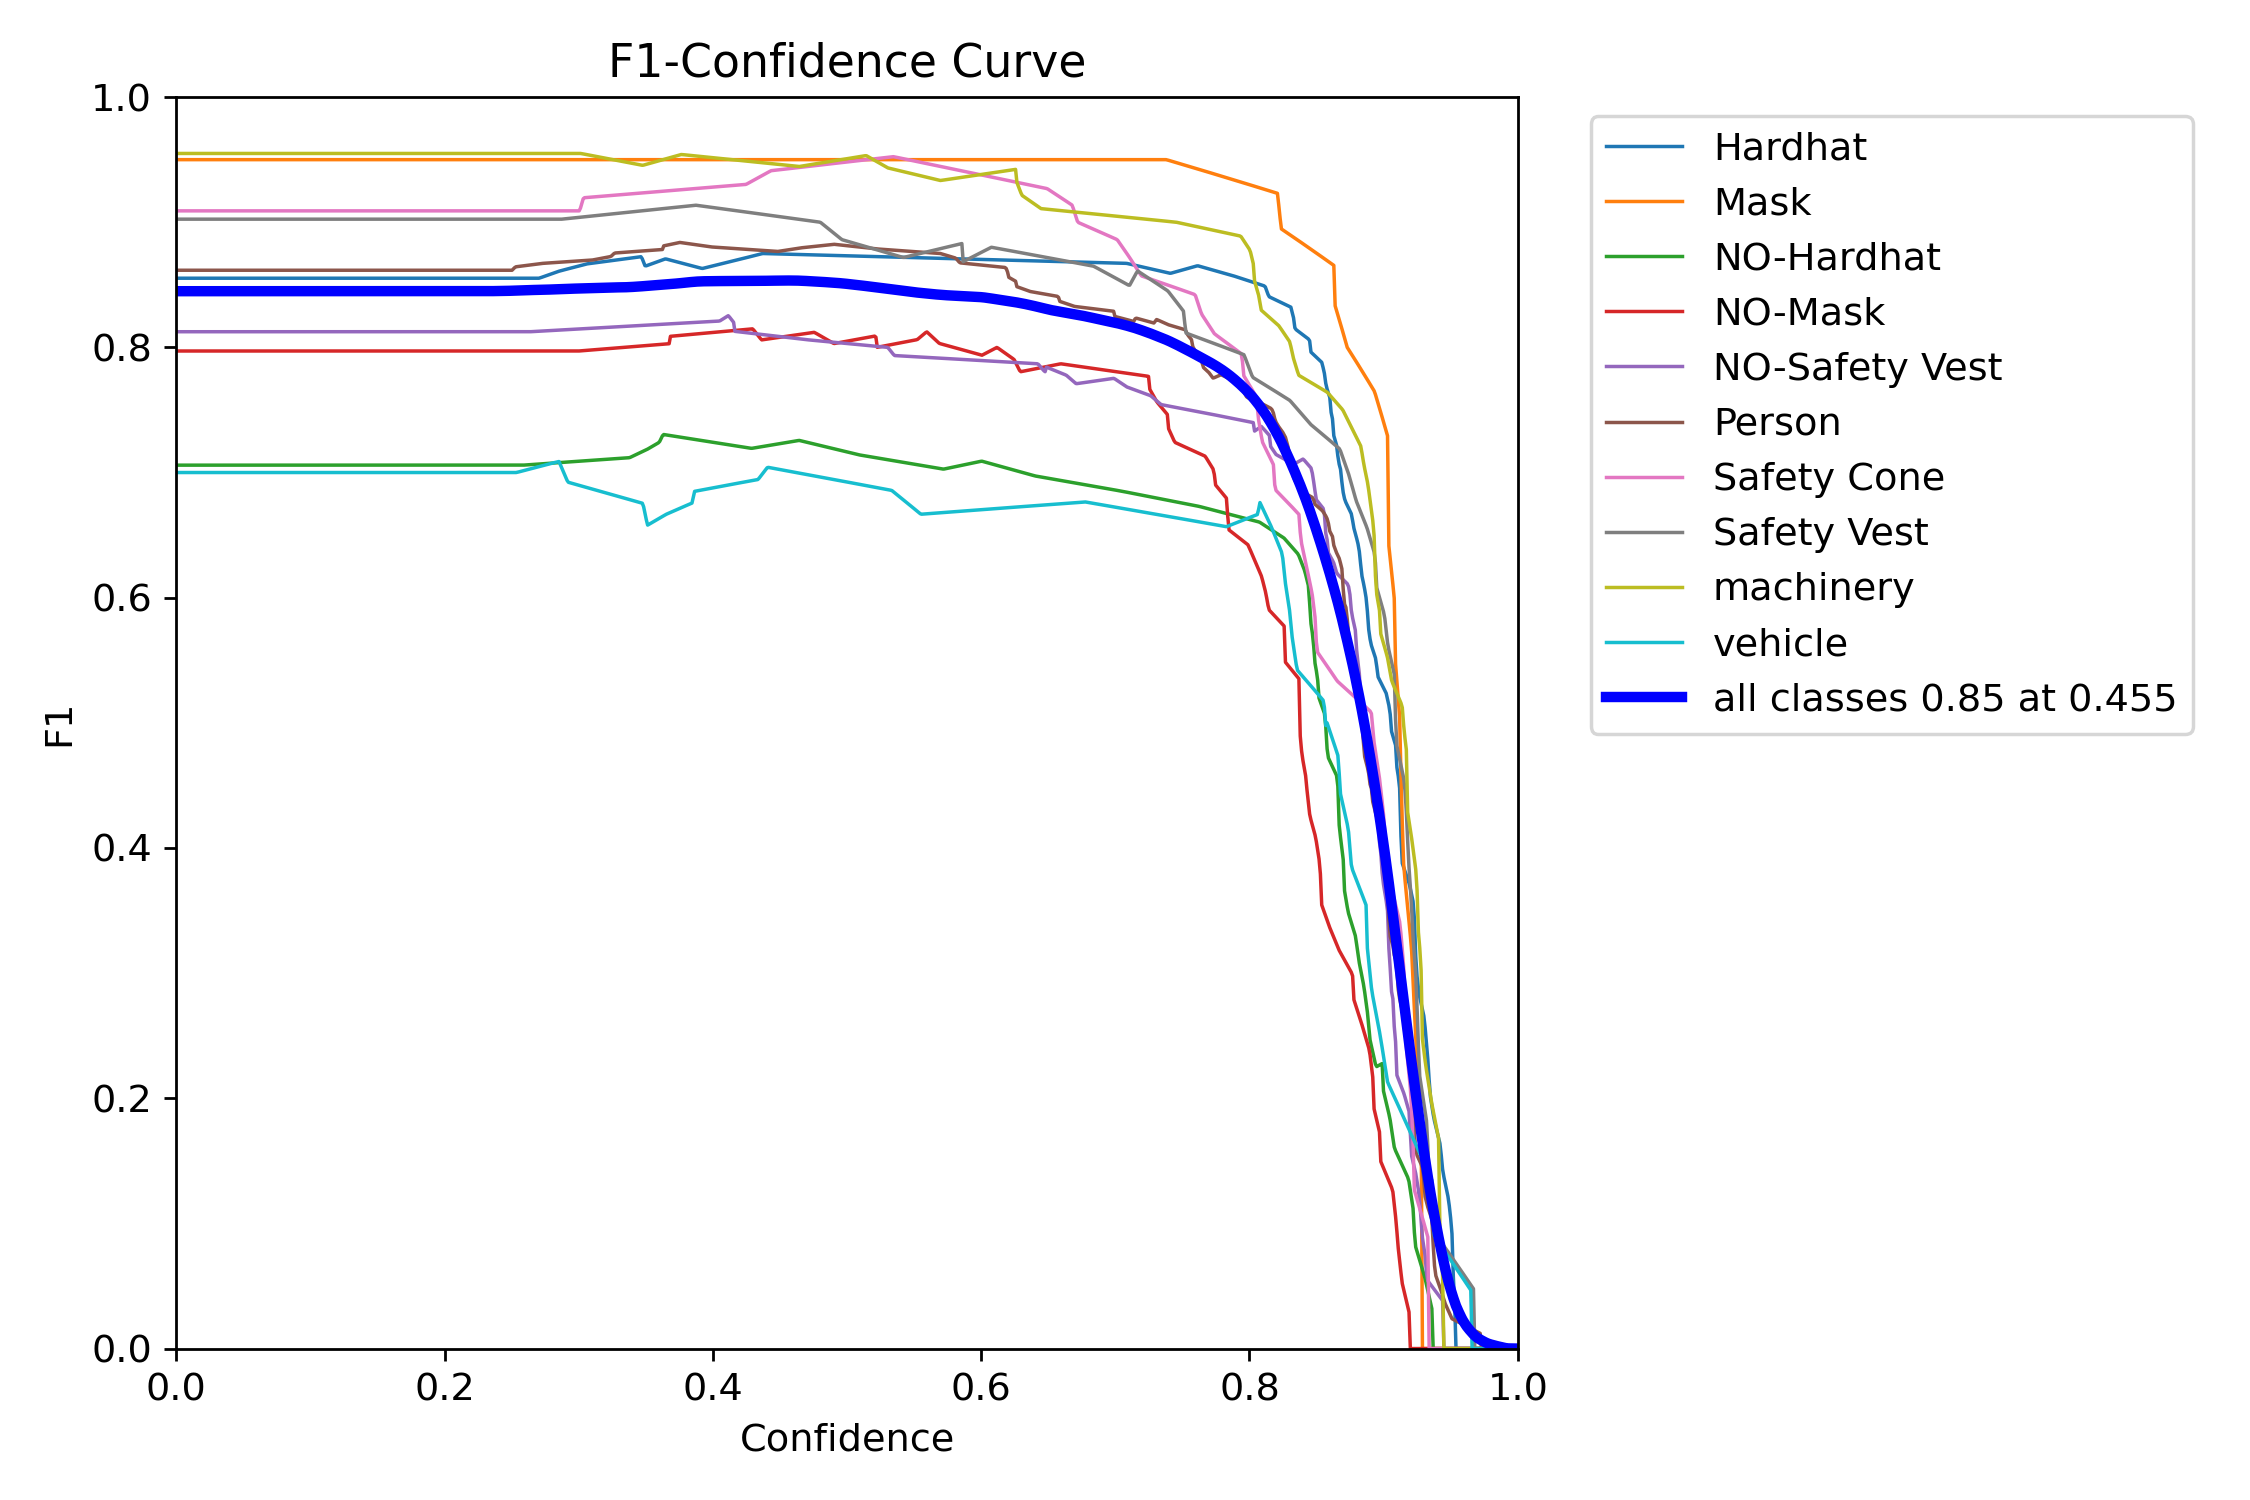 F1-Confidence Curve
1.0
0.8
0.6
0.4
0.2
0.0
F1
0.0 0.2 0.4 0.6 0.8 1.0
Confidence
Hardhat
Mask
NO-Hardhat
NO-Mask
NO-Safety Vest
Person
Safety Cone
Safety Vest
machinery
vehicle
all classes 0.85 at 0.455